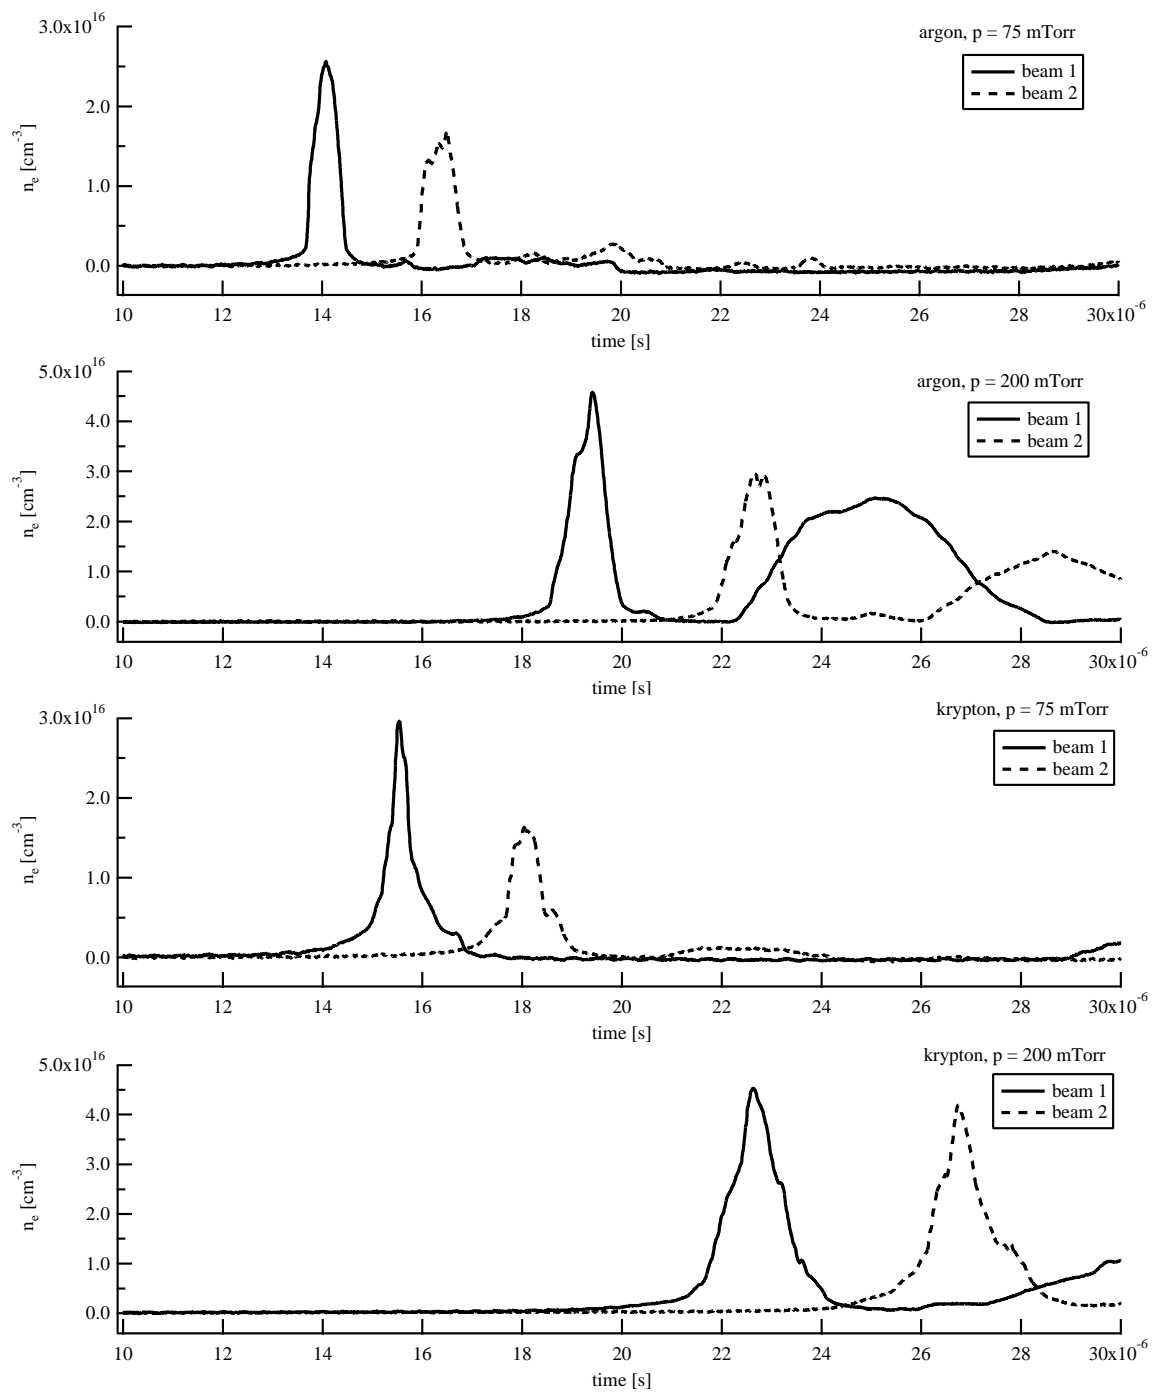 argon, p = 75 mTorr
beam 1
beam 2
3.0x10^16
2.0
1.0
0.0
n_e [cm^-3]
10 12 14 16 18 20 22 24 26 28 30x10^-6
time [s]
argon, p = 200 mTorr
beam 1
beam 2
5.0x10^16
4.0
3.0
2.0
1.0
0.0
n_e [cm^-3]
10 12 14 16 18 20 22 24 26 28 30x10^-6
time [s]
krypton, p = 75 mTorr
beam 1
beam 2
3.0x10^16
2.0
1.0
0.0
n_e [cm^-3]
10 12 14 16 18 20 22 24 26 28 30x10^-6
time [s]
krypton, p = 200 mTorr
beam 1
beam 2
5.0x10^16
4.0
3.0
2.0
1.0
0.0
n_e [cm^-3]
10 12 14 16 18 20 22 24 26 28 30x10^-6
time [s]